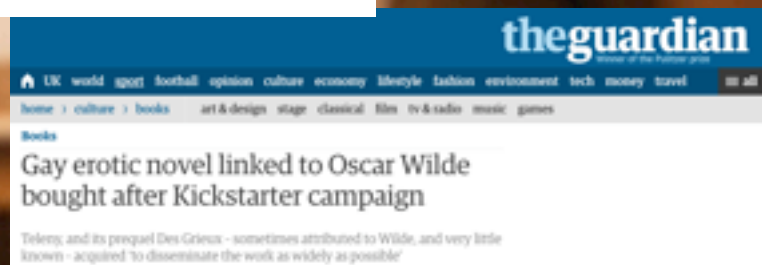 theguardian
Winner of the Pulitzer prize
UK world sport football opinion culture economy lifestyle fashion environment tech money travel all
home › culture › books art & design stage classical film tv & radio music games
Books
Gay erotic novel linked to Oscar Wilde
bought after Kickstarter campaign
Teleny, and its prequel Des Grieux – sometimes attributed to Wilde, and very little
known – acquired 'to disseminate the work as widely as possible'